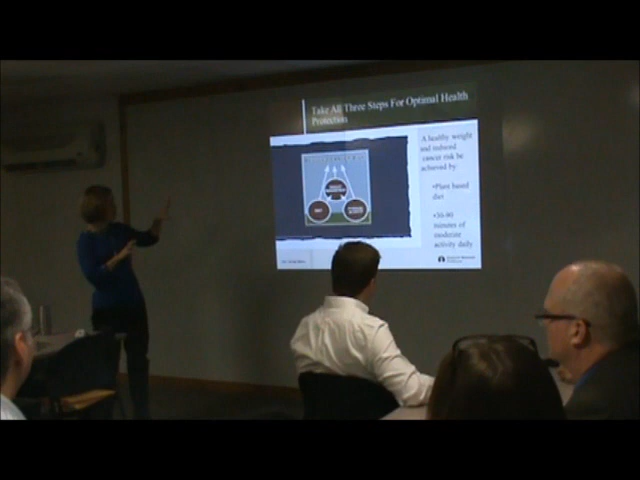 Take All Three Steps For Optimal Health
Protection
A healthy weight
and reduced
cancer risk be
achieved by:
•Plant based
diet
•30-90
minutes of
moderate
activity daily
DIET